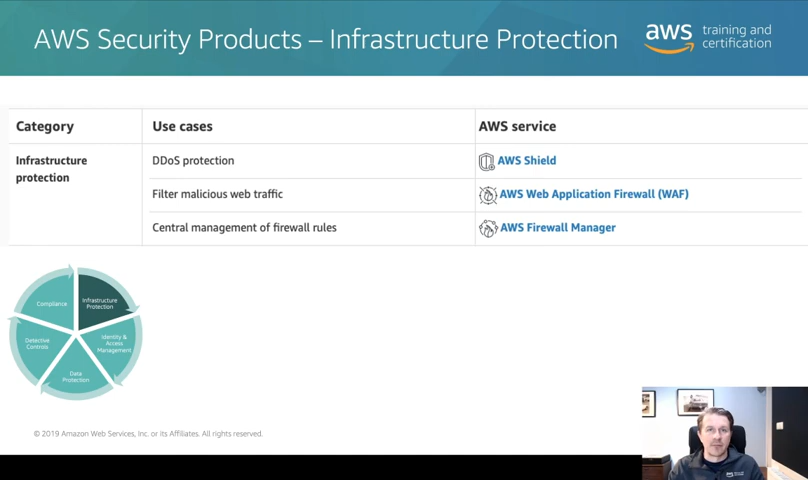 AWS Security Products – Infrastructure Protection
aws
training and
certification
Category
Use cases
AWS service
Infrastructure
protection
DDoS protection
AWS Shield
Filter malicious web traffic
AWS Web Application Firewall (WAF)
Central management of firewall rules
AWS Firewall Manager
Compliance
Infrastructure
Protection
Detective
Controls
Identity &
Access
Management
Data
Protection
© 2019 Amazon Web Services, Inc. or its Affiliates. All rights reserved.